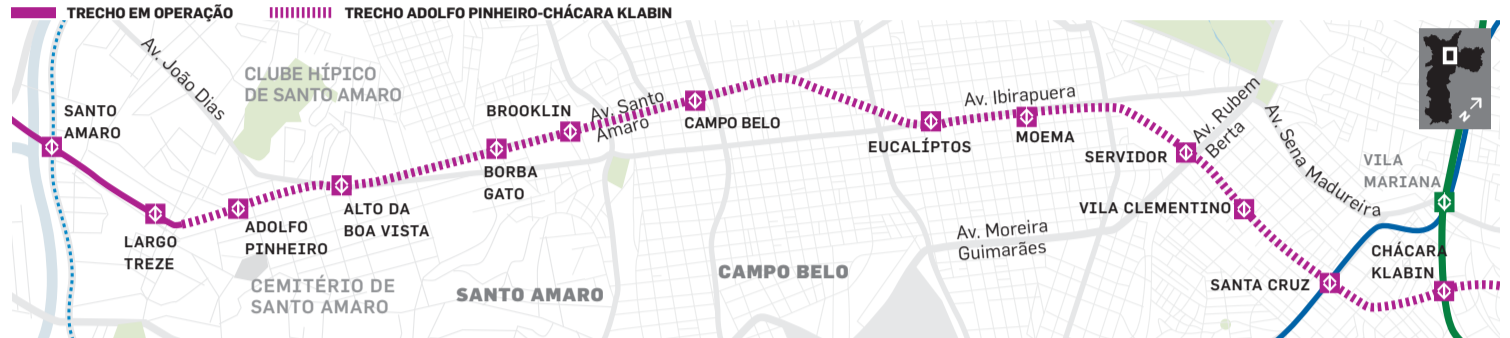 TRECHO EM OPERAÇÃO
TRECHO ADOLFO PINHEIRO-CHÁCARA KLABIN
Av. João Dias
CLUBE HÍPICO
DE SANTO AMARO
SANTO
AMARO
LARGO
TREZE
ADOLFO
PINHEIRO
CEMITÉRIO DE
SANTO AMARO
ALTO DA
BOA VISTA
BORBA
GATO
BROOKLIN
Av. Santo
Amaro
CAMPO BELO
SANTO AMARO
CAMPO BELO
EUCALÍPTOS
Av. Ibirapuera
MOEMA
Av. Moreira
Guimarães
SERVIDOR
Av. Rubem
Berta
Av. Sena Madureira
VILA CLEMENTINO
SANTA CRUZ
VILA
MARIANA
CHÁCARA
KLABIN
N